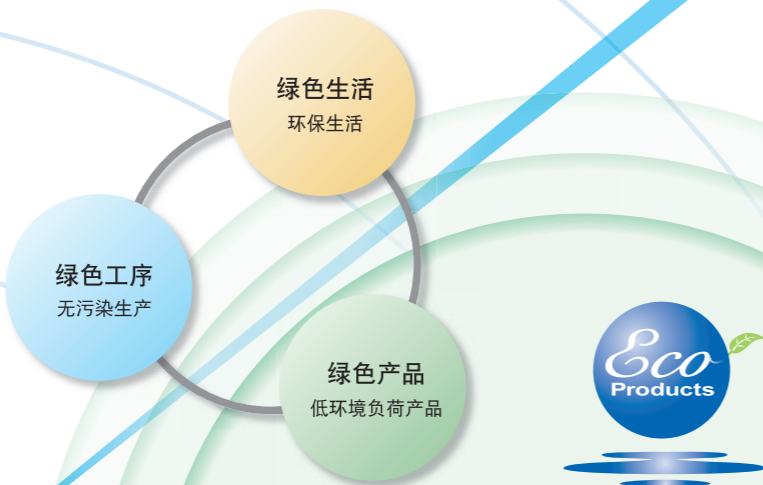 绿色生活
环保生活
绿色工序
无污染生产
绿色产品
低环境负荷产品
Eco
Products